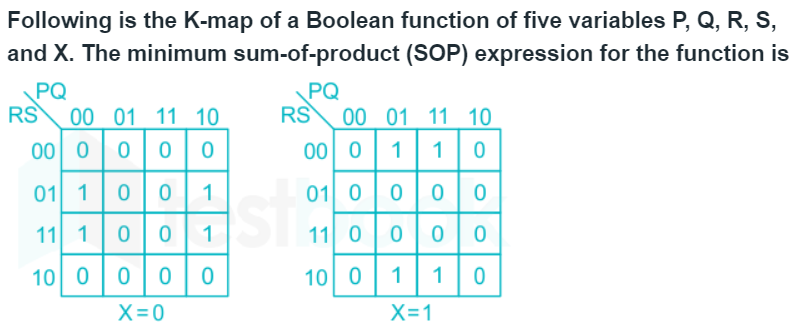 Following is the K-map of a Boolean function of five variables P, Q, R, S,
and X. The minimum sum-of-product (SOP) expression for the function is
PQ PQ
RS 00 01 11 10 RS 00 01 11 10
00 0 0 0 0 00 0 1 1 0
01 1 0 0 1 01 0 0 0 0
11 1 0 0 1 11 0 0 0 0
10 0 0 0 0 10 0 1 1 0
X=0 X=1